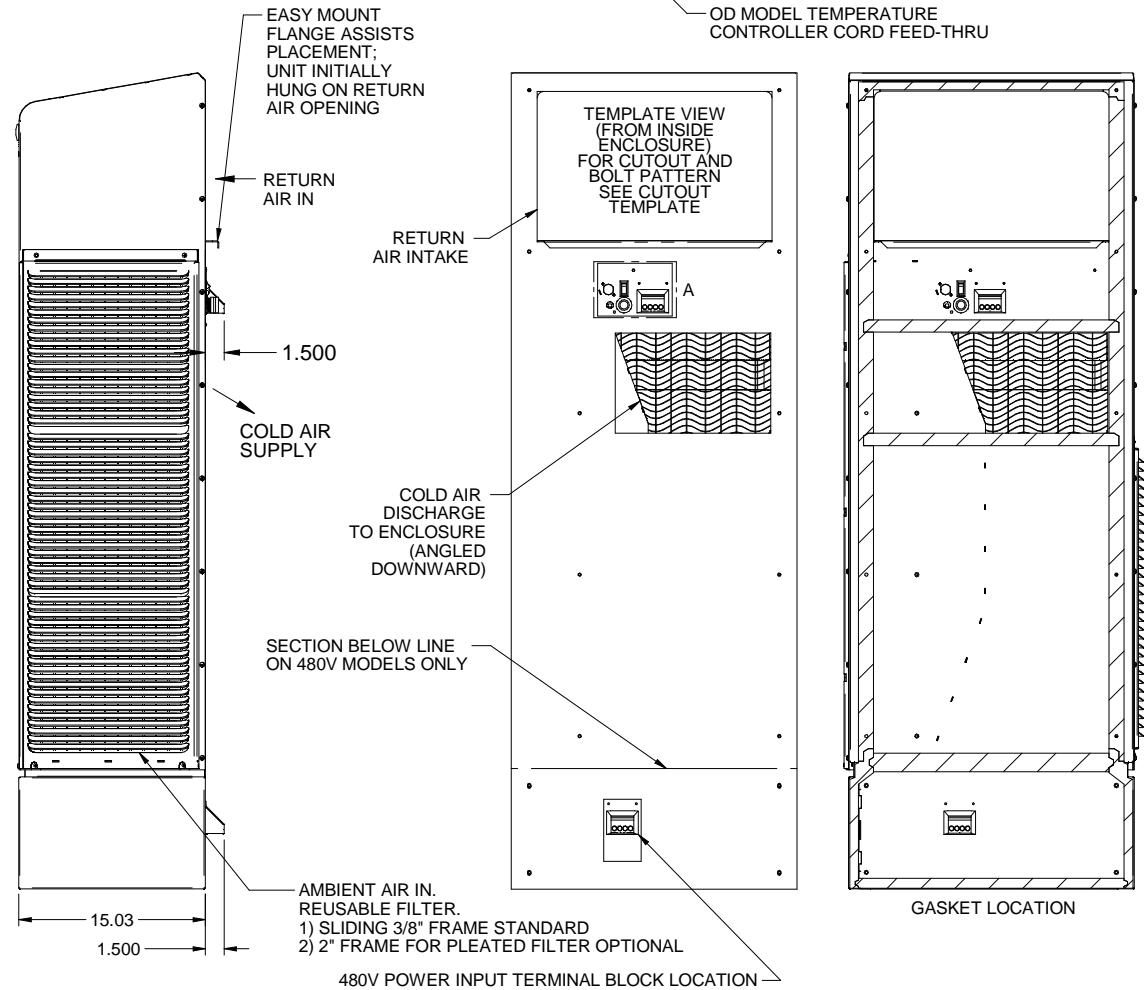 EASY MOUNT
FLANGE ASSISTS
PLACEMENT;
UNIT INITIALLY
HUNG ON RETURN
AIR OPENING
OD MODEL TEMPERATURE
CONTROLLER CORD FEED-THRU
RETURN
AIR IN
TEMPLATE VIEW
(FROM INSIDE
ENCLOSURE)
FOR CUTOUT AND
BOLT PATTERN
SEE CUTOUT
TEMPLATE
RETURN
AIR INTAKE
A
1.500
COLD AIR
SUPPLY
COLD AIR
DISCHARGE
TO ENCLOSURE
(ANGLED
DOWNWARD)
SECTION BELOW LINE
ON 480V MODELS ONLY
AMBIENT AIR IN.
REUSABLE FILTER.
1) SLIDING 3/8" FRAME STANDARD
2) 2" FRAME FOR PLEATED FILTER OPTIONAL
15.03
1.500
GASKET LOCATION
480V POWER INPUT TERMINAL BLOCK LOCATION